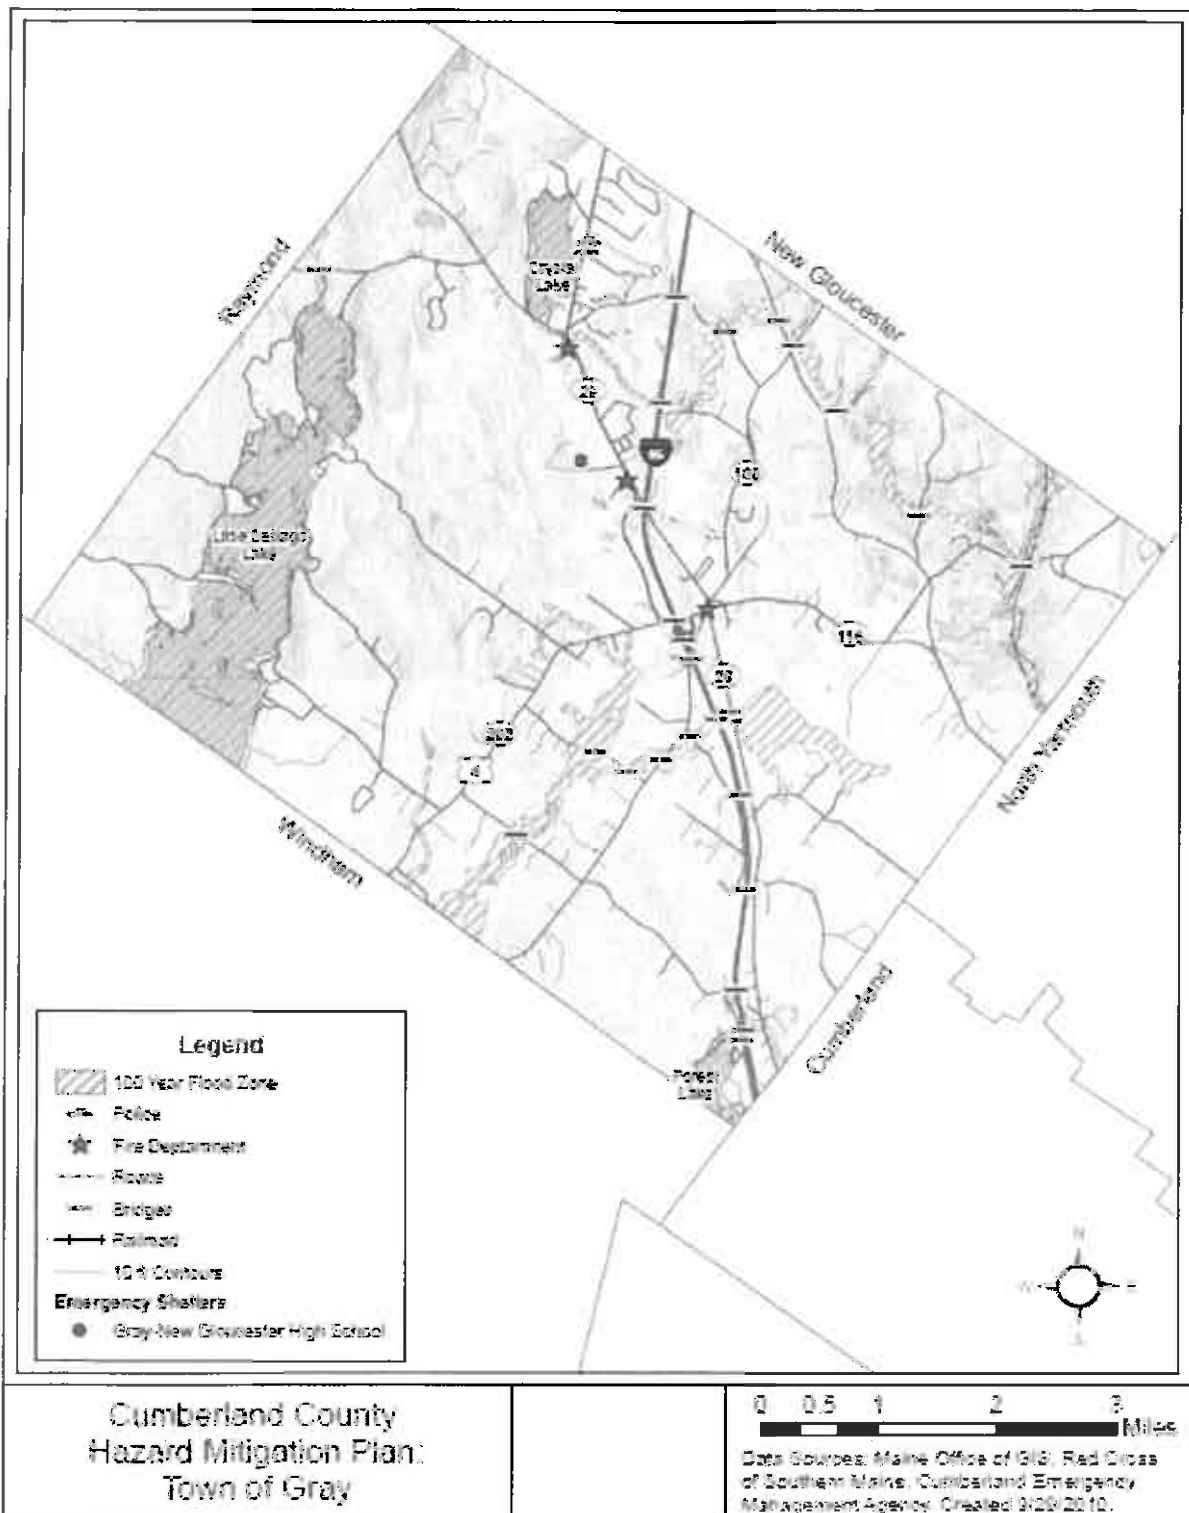 Raymond
New Gloucester
Crystal
Lake
Little Sebago
Lake
100
115
26
4
North Yarmouth
Windham
Cumberland
Forest
Lake
Legend
100 Year Flood Zone
Police
Fire Department
Roads
Bridges
Railroad
10 ft Contours
Emergency Shelters
Gray-New Gloucester High School
N
W
E
S
Cumberland County
Hazard Mitigation Plan:
Town of Gray
0 0.5 1 2 3
Miles
Data Sources: Maine Office of GIS, Red Cross
of Southern Maine, Cumberland Emergency
Management Agency. Created 9/29/2010.